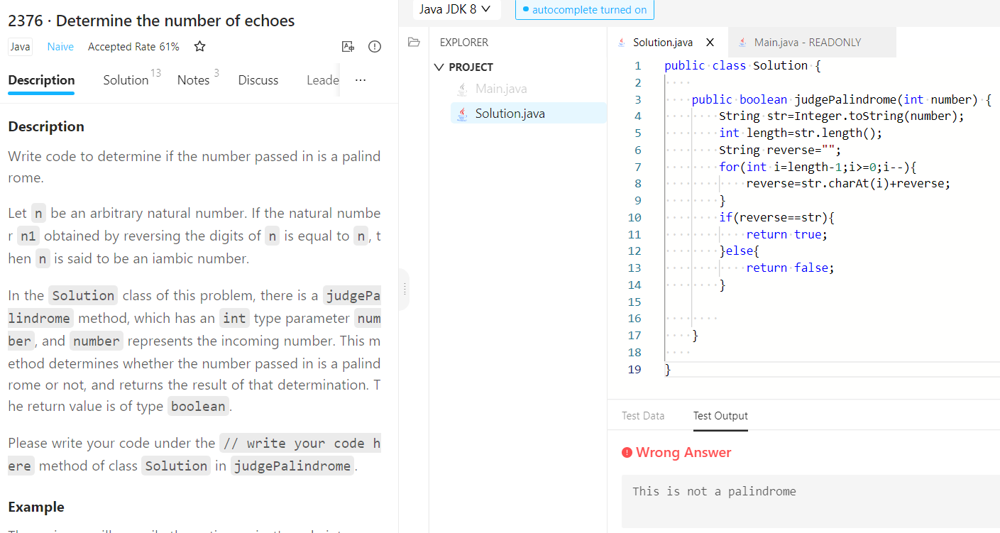 2376 · Determine the number of echoes
Java Naive Accepted Rate 61%
Description Solution 13 Notes 3 Discuss Leade ...
Description
Write code to determine if the number passed in is a palind
rome.
Let n be an arbitrary natural number. If the natural numbe
r n1 obtained by reversing the digits of n is equal to n, t
hen n is said to be an iambic number.
In the Solution class of this problem, there is a judgePa
lindrome method, which has an int type parameter num
ber, and number represents the incoming number. This m
ethod determines whether the number passed in is a palind
rome or not, and returns the result of that determination. T
he return value is of type boolean.
Please write your code under the // write your code h
ere method of class Solution in judgePalindrome.
Example
Java JDK 8 autocomplete turned on
EXPLORER
PROJECT
Main.java
Solution.java
Solution.java X Main.java - READONLY
1 public class Solution {
2
3 public boolean judgePalindrome(int number) {
4 String str=Integer.toString(number);
5 int length=str.length();
6 String reverse="";
7 for(int i=length-1;i>=0;i--){
8 reverse=str.charAt(i)+reverse;
9 }
10 if(reverse==str){
11 return true;
12 }else{
13 return false;
14 }
15
16
17 }
18
19 }
Test Data Test Output
Wrong Answer
This is not a palindrome